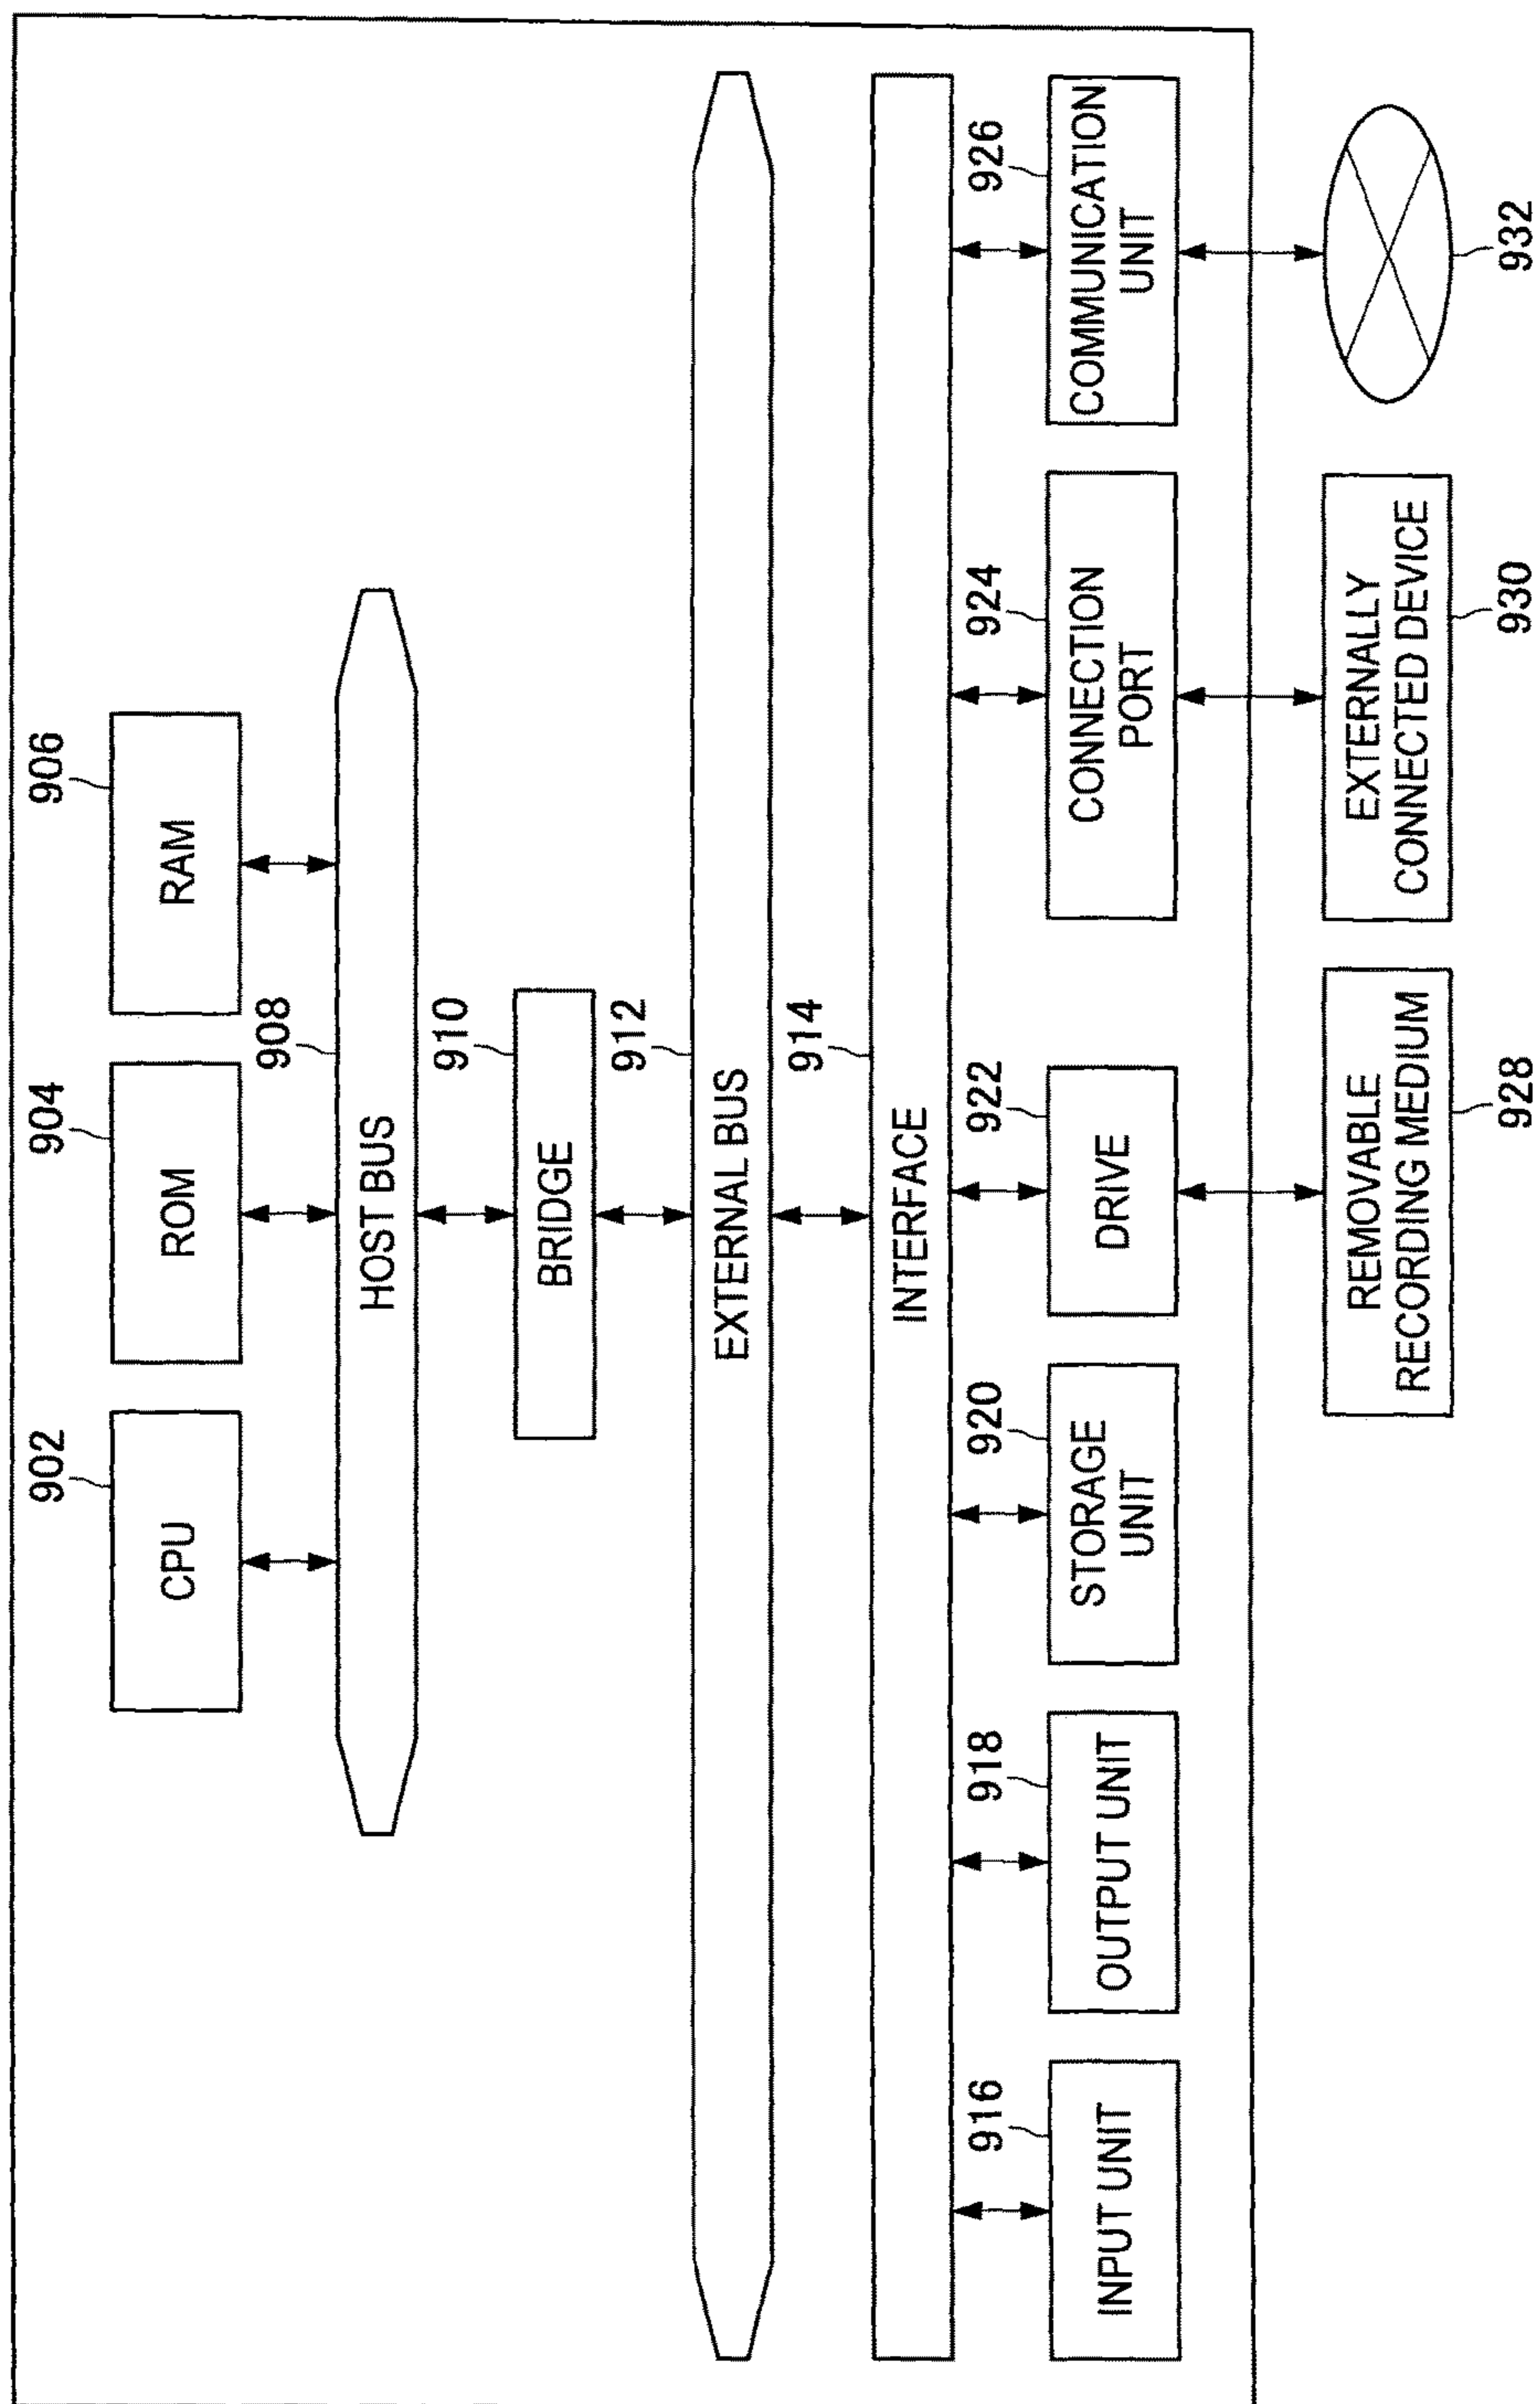 902
904
906
CPU
ROM
RAM
908
HOST BUS
910
BRIDGE
912
EXTERNAL BUS
914
INTERFACE
916
918
920
922
924
926
INPUT UNIT
OUTPUT UNIT
STORAGE
UNIT
DRIVE
CONNECTION
PORT
COMMUNICATION
UNIT
REMOVABLE
RECORDING MEDIUM
EXTERNALLY
CONNECTED DEVICE
928
930
932